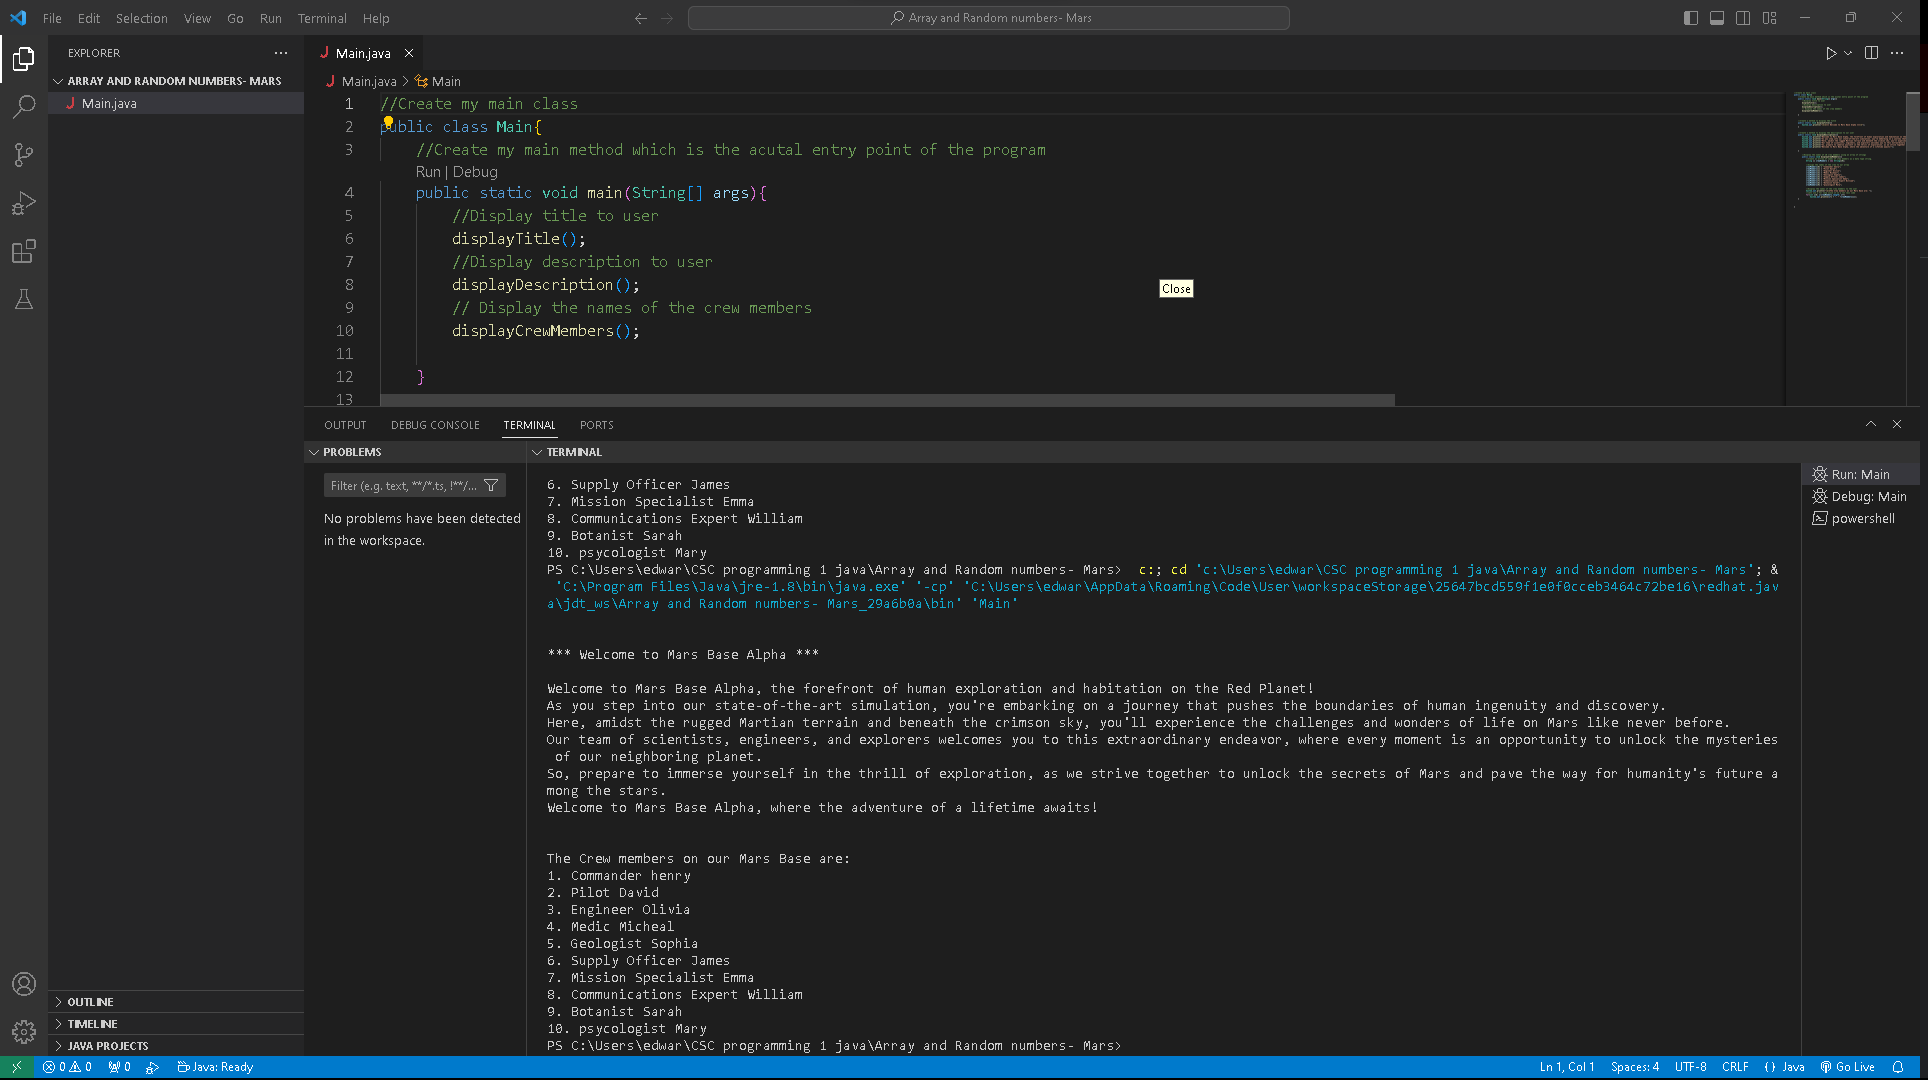 File Edit Selection View Go Run Terminal Help
Array and Random numbers- Mars
EXPLORER
ARRAY AND RANDOM NUMBERS- MARS
Main.java
OUTLINE
TIMELINE
JAVA PROJECTS
Main.java
Main.java > Main
1 //Create my main class
2 public class Main{
3 //Create my main method which is the acutal entry point of the program
Run | Debug
4 public static void main(String[] args){
5 //Display title to user
6 displayTitle();
7 //Display description to user
8 displayDescription();
9 // Display the names of the crew members
10 displayCrewMembers();
11
12 }
13
Close
OUTPUT DEBUG CONSOLE TERMINAL PORTS
PROBLEMS
Filter (e.g. text, **/*.ts, !**/...
No problems have been detected
in the workspace.
TERMINAL
6. Supply Officer James
7. Mission Specialist Emma
8. Communications Expert William
9. Botanist Sarah
10. psycologist Mary
PS C:\Users\edwar\CSC programming 1 java\Array and Random numbers- Mars> c:; cd 'c:\Users\edwar\CSC programming 1 java\Array and Random numbers- Mars'; &
'C:\Program Files\Java\jre-1.8\bin\java.exe' '-cp' 'C:\Users\edwar\AppData\Roaming\Code\User\workspaceStorage\25647bcd559f1e0f0cceb3464c72be16\redhat.jav
a\jdt_ws\Array and Random numbers- Mars_29a6b0a\bin' 'Main'
*** Welcome to Mars Base Alpha ***
Welcome to Mars Base Alpha, the forefront of human exploration and habitation on the Red Planet!
As you step into our state-of-the-art simulation, you're embarking on a journey that pushes the boundaries of human ingenuity and discovery.
Here, amidst the rugged Martian terrain and beneath the crimson sky, you'll experience the challenges and wonders of life on Mars like never before.
Our team of scientists, engineers, and explorers welcomes you to this extraordinary endeavor, where every moment is an opportunity to unlock the mysteries
of our neighboring planet.
So, prepare to immerse yourself in the thrill of exploration, as we strive together to unlock the secrets of Mars and pave the way for humanity's future a
mong the stars.
Welcome to Mars Base Alpha, where the adventure of a lifetime awaits!
The Crew members on our Mars Base are:
1. Commander henry
2. Pilot David
3. Engineer Olivia
4. Medic Micheal
5. Geologist Sophia
6. Supply Officer James
7. Mission Specialist Emma
8. Communications Expert William
9. Botanist Sarah
10. psycologist Mary
PS C:\Users\edwar\CSC programming 1 java\Array and Random numbers- Mars>
Run: Main
Debug: Main
powershell
0 0 0 Java: Ready Ln 1, Col 1 Spaces: 4 UTF-8 CRLF { } Java Go Live